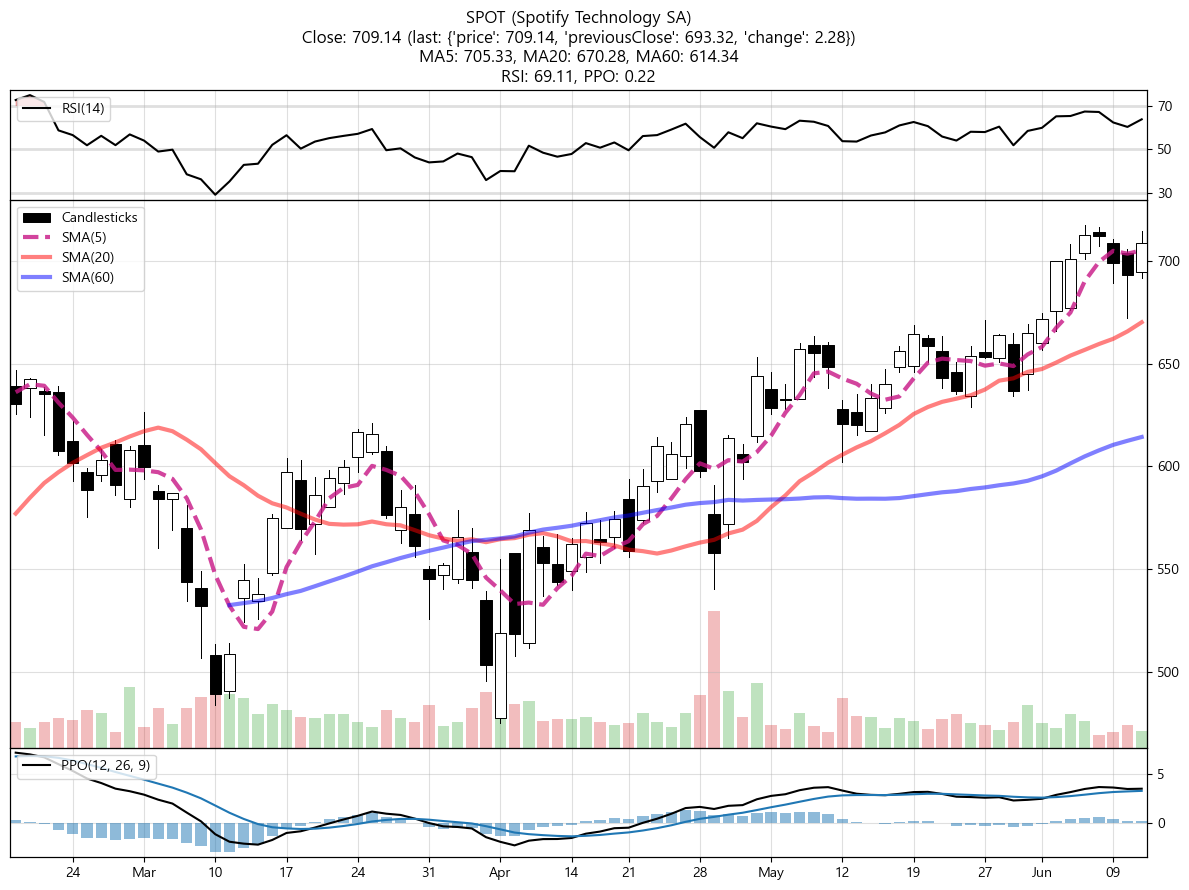 SPOT (Spotify Technology SA)
Close: 709.14 (last: {'price': 709.14, 'previousClose': 693.32, 'change': 2.28})
MA5: 705.33, MA20: 670.28, MA60: 614.34
RSI: 69.11, PPO: 0.22
RSI(14)
70
50
30
Candlesticks
SMA(5)
SMA(20)
SMA(60)
700
650
600
550
500
PPO(12, 26, 9)
5
0
24 Mar 10 17 24 31 Apr 14 21 28 May 12 19 27 Jun 09